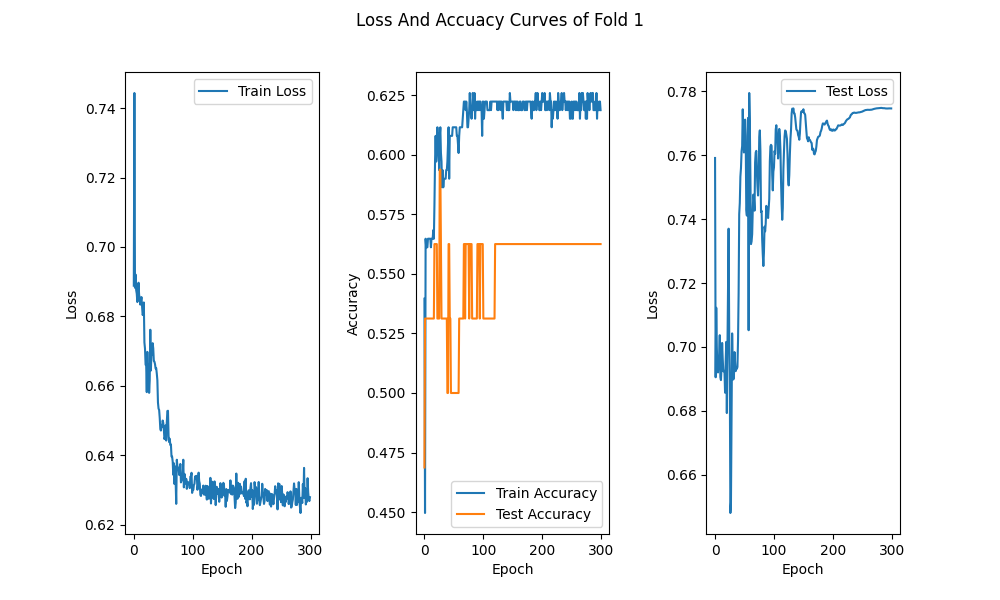 Loss And Accuacy Curves of Fold 1
Train Loss
0.74
0.72
0.70
0.68
0.66
0.64
0.62
Loss
0 100 200 300
Epoch
0.625
0.600
0.575
0.550
0.525
0.500
0.475
0.450
Accuracy
Train Accuracy
Test Accuracy
0 100 200 300
Epoch
Test Loss
0.78
0.76
0.74
0.72
0.70
0.68
0.66
Loss
0 100 200 300
Epoch